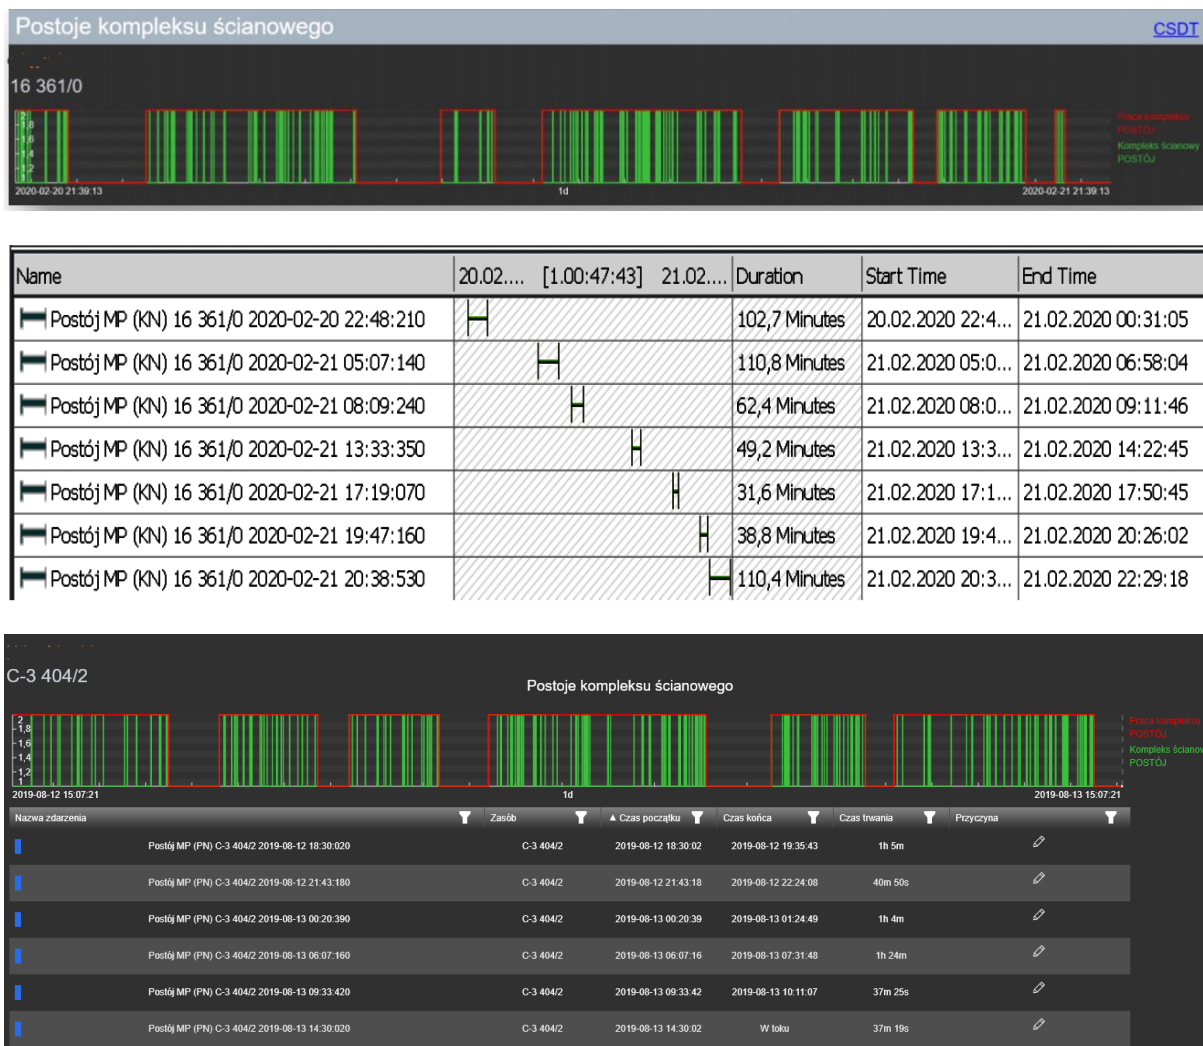 Postoje kompleksu ścianowego CSDT
16 361/0
2
1,8
1,6
1,4
1,2
1
Praca kompleksu
POSTÓJ
Kompleks ścianowy
POSTÓJ
2020-02-20 21:39:13 1d 2020-02-21 21:39:13
Name 20.02.... [1.00:47:43] 21.02.... Duration Start Time End Time
Postój MP (KN) 16 361/0 2020-02-20 22:48:210 102,7 Minutes 20.02.2020 22:4... 21.02.2020 00:31:05
Postój MP (KN) 16 361/0 2020-02-21 05:07:140 110,8 Minutes 21.02.2020 05:0... 21.02.2020 06:58:04
Postój MP (KN) 16 361/0 2020-02-21 08:09:240 62,4 Minutes 21.02.2020 08:0... 21.02.2020 09:11:46
Postój MP (KN) 16 361/0 2020-02-21 13:33:350 49,2 Minutes 21.02.2020 13:3... 21.02.2020 14:22:45
Postój MP (KN) 16 361/0 2020-02-21 17:19:070 31,6 Minutes 21.02.2020 17:1... 21.02.2020 17:50:45
Postój MP (KN) 16 361/0 2020-02-21 19:47:160 38,8 Minutes 21.02.2020 19:4... 21.02.2020 20:26:02
Postój MP (KN) 16 361/0 2020-02-21 20:38:530 110,4 Minutes 21.02.2020 20:3... 21.02.2020 22:29:18
C-3 404/2
Postoje kompleksu ścianowego
2
1,8
1,6
1,4
1,2
1
Praca kompleksu
POSTÓJ
Kompleks ścianow
POSTÓJ
2019-08-12 15:07:21 1d 2019-08-13 15:07:21
Nazwa zdarzenia Zasób Czas początku Czas końca Czas trwania Przyczyna
Postój MP (PN) C-3 404/2 2019-08-12 18:30:020 C-3 404/2 2019-08-12 18:30:02 2019-08-12 19:35:43 1h 5m
Postój MP (PN) C-3 404/2 2019-08-12 21:43:180 C-3 404/2 2019-08-12 21:43:18 2019-08-12 22:24:08 40m 50s
Postój MP (PN) C-3 404/2 2019-08-13 00:20:390 C-3 404/2 2019-08-13 00:20:39 2019-08-13 01:24:49 1h 4m
Postój MP (PN) C-3 404/2 2019-08-13 06:07:160 C-3 404/2 2019-08-13 06:07:16 2019-08-13 07:31:48 1h 24m
Postój MP (PN) C-3 404/2 2019-08-13 09:33:420 C-3 404/2 2019-08-13 09:33:42 2019-08-13 10:11:07 37m 25s
Postój MP (PN) C-3 404/2 2019-08-13 14:30:020 C-3 404/2 2019-08-13 14:30:02 W toku 37m 19s